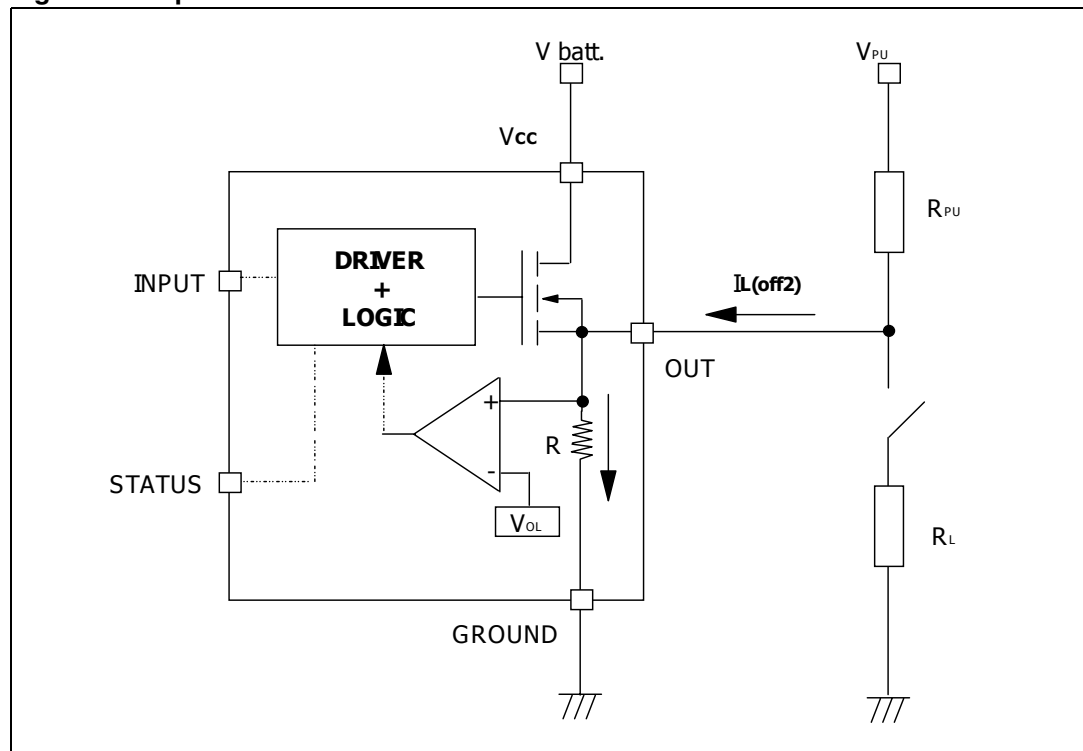 V batt.
VPU
Vcc
RPU
DRIVER
+
LOGIC
INPUT
IL(off2)
OUT
+
R
-
STATUS
VOL
RL
GROUND